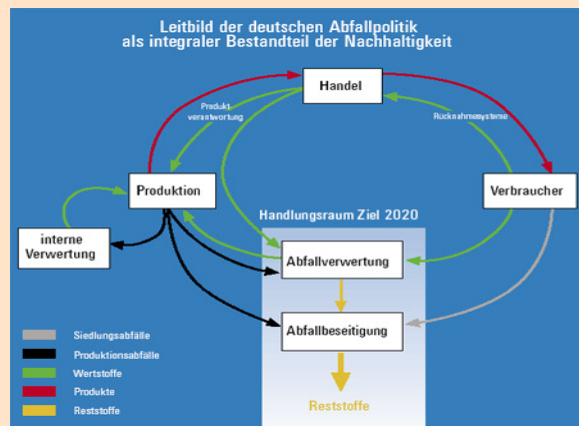 Leitbild der deutschen Abfallpolitik
als integraler Bestandteil der Nachhaltigkeit
Handel
Produkt
verantwortung
Rücknahmesysteme
Produktion
Verbraucher
Handlungsraum Ziel 2020
interne
Verwertung
Abfallverwertung
Abfallbeseitigung
Siedlungsabfälle
Produktionsabfälle
Wertstoffe
Produkte
Reststoffe
Reststoffe